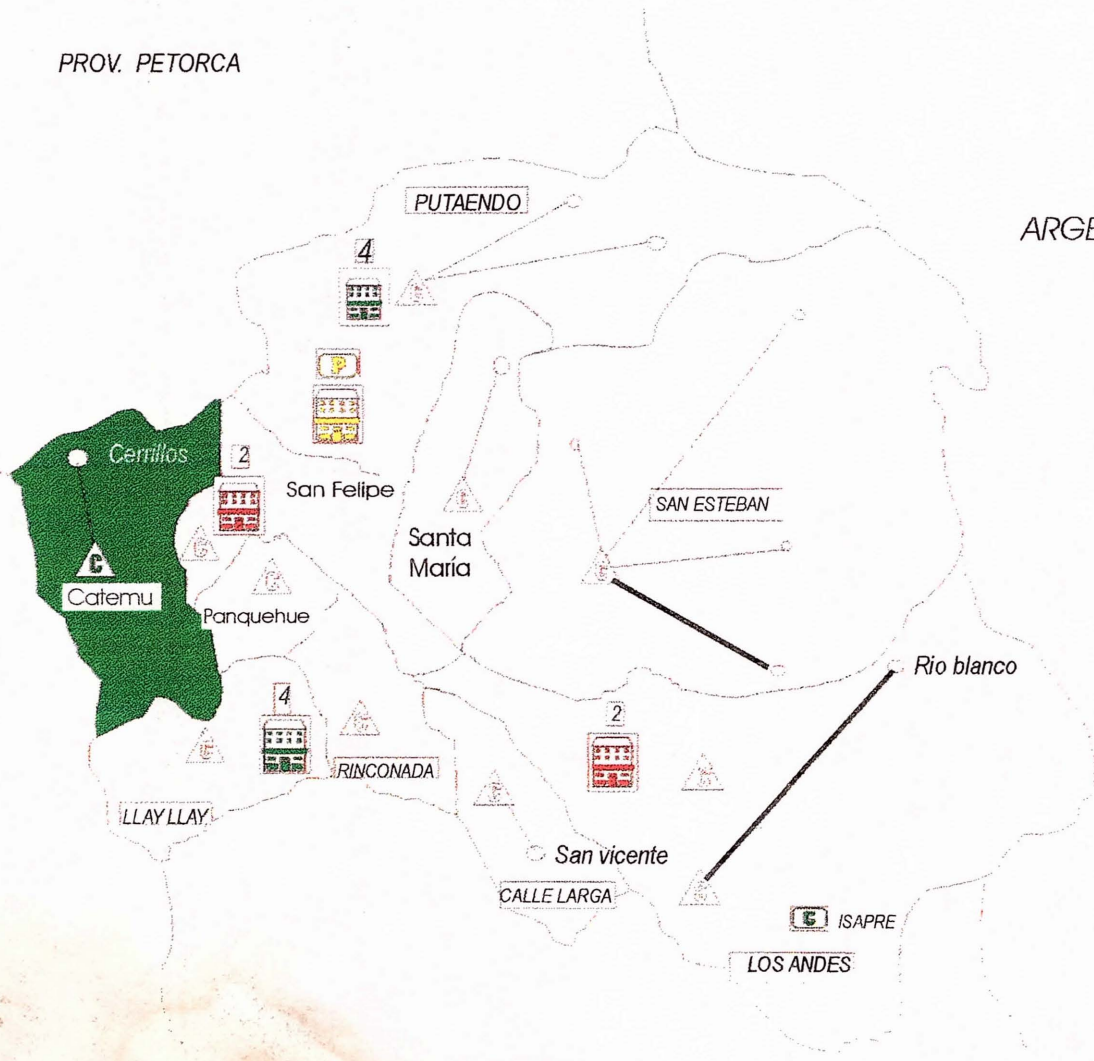 PROV. PETORCA
PUTAENDO
ARGE
4
P
Cerrillos
2
San Felipe
SAN ESTEBAN
Santa
María
C
Catemu
Panquehue
Rio blanco
4
2
RINCONADA
LLAY LLAY
San vicente
CALLE LARGA
ISAPRE
LOS ANDES